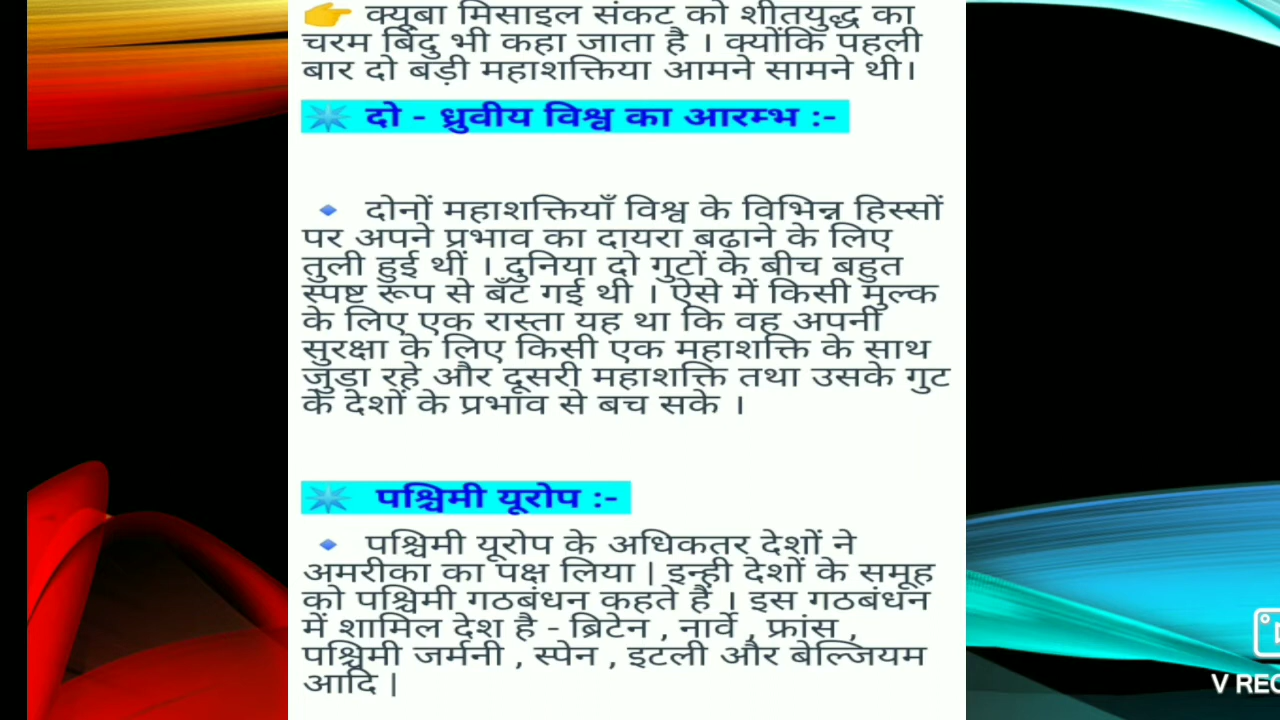 👉 क्यूबा मिसाइल संकट को शीतयुद्ध का
चरम बिंदु भी कहा जाता है । क्योंकि पहली
बार दो बड़ी महाशक्तिया आमने सामने थी।
दो - ध्रुवीय विश्व का आरम्भ :-
🔹 दोनों महाशक्तियाँ विश्व के विभिन्न हिस्सों
पर अपने प्रभाव का दायरा बढ़ाने के लिए
तुली हुई थीं । दुनिया दो गुटों के बीच बहुत
स्पष्ट रूप से बँट गई थी । ऐसे में किसी मुल्क
के लिए एक रास्ता यह था कि वह अपनी
सुरक्षा के लिए किसी एक महाशक्ति के साथ
जुड़ा रहे और दूसरी महाशक्ति तथा उसके गुट
के देशों के प्रभाव से बच सके ।
पश्चिमी यूरोप :-
🔹 पश्चिमी यूरोप के अधिकतर देशों ने
अमरीका का पक्ष लिया | इन्ही देशों के समूह
को पश्चिमी गठबंधन कहते हैं । इस गठबंधन
में शामिल देश है - ब्रिटेन , नार्वे , फ्रांस ,
पश्चिमी जर्मनी , स्पेन , इटली और बेल्जियम
आदि |
V REC